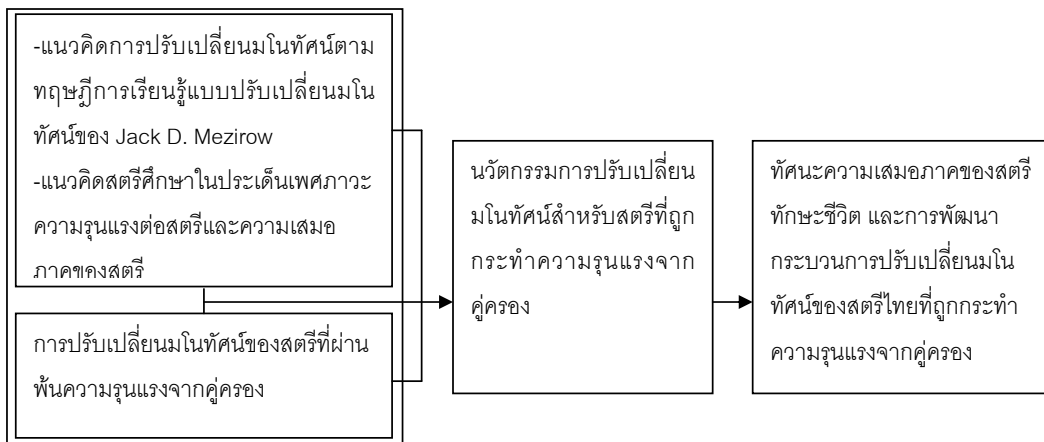 -แนวคิดการปรับเปลี่ยนมโนทัศน์ตาม
ทฤษฎีการเรียนรู้แบบปรับเปลี่ยนมโน
ทัศน์ของ Jack D. Mezirow
-แนวคิดสตรีศึกษาในประเด็นเพศภาวะ
ความรุนแรงต่อสตรีและความเสมอ
ภาคของสตรี
การปรับเปลี่ยนมโนทัศน์ของสตรีที่ผ่าน
พ้นความรุนแรงจากคู่ครอง
นวัตกรรมการปรับเปลี่ยน
มโนทัศน์สำหรับสตรีที่ถูก
กระทำความรุนแรงจาก
คู่ครอง
ทัศนะความเสมอภาคของสตรี
ทักษะชีวิต และการพัฒนา
กระบวนการปรับเปลี่ยนมโน
ทัศน์ของสตรีไทยที่ถูกกระทำ
ความรุนแรงจากคู่ครอง